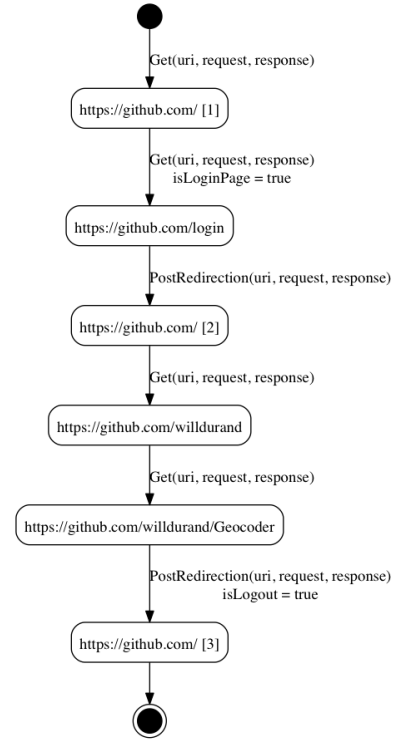 Get(uri, request, response)
https://github.com/ [1]
Get(uri, request, response)
isLoginPage = true
https://github.com/login
PostRedirection(uri, request, response)
https://github.com/ [2]
Get(uri, request, response)
https://github.com/willdurand
Get(uri, request, response)
https://github.com/willdurand/Geocoder
PostRedirection(uri, request, response)
isLogout = true
https://github.com/ [3]